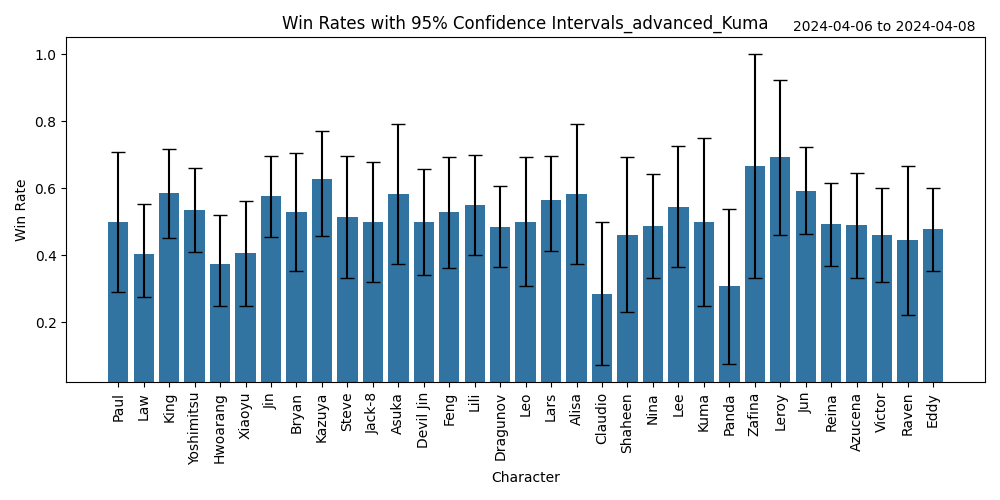 Win Rates with 95% Confidence Intervals_advanced_Kuma
2024-04-06 to 2024-04-08
Win Rate
1.0
0.8
0.6
0.4
0.2
Paul
Law
King
Yoshimitsu
Hwoarang
Xiaoyu
Jin
Bryan
Kazuya
Steve
Jack-8
Asuka
Devil Jin
Feng
Lili
Dragunov
Leo
Lars
Alisa
Claudio
Shaheen
Nina
Lee
Kuma
Panda
Zafina
Leroy
Jun
Reina
Azucena
Victor
Raven
Eddy
Character